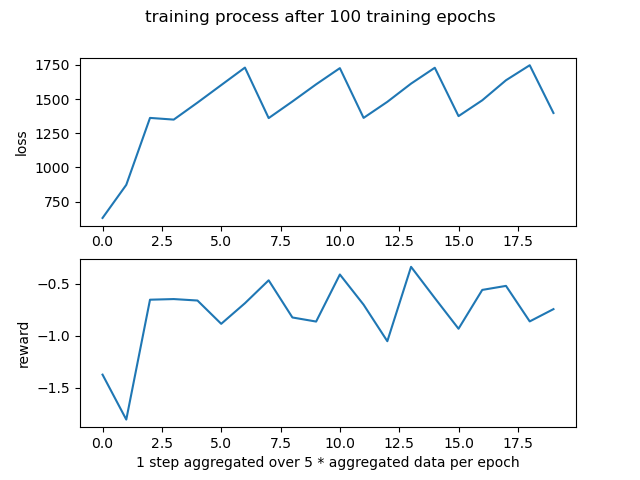 training process after 100 training epochs
1750
1500
1250
1000
750
loss
0.0 2.5 5.0 7.5 10.0 12.5 15.0 17.5
−0.5
−1.0
−1.5
reward
0.0 2.5 5.0 7.5 10.0 12.5 15.0 17.5
1 step aggregated over 5 * aggregated data per epoch